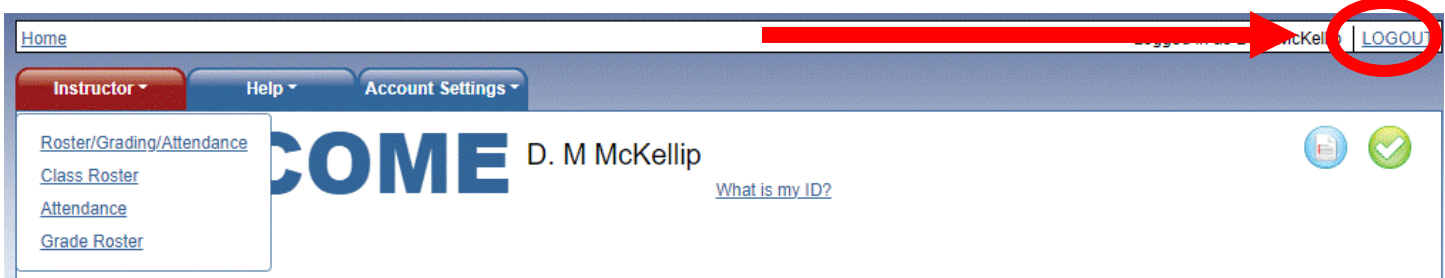 Home
LOGOUT
Instructor Help Account Settings
Roster/Grading/Attendance
Class Roster
Attendance
Grade Roster
COME D. M McKellip
What is my ID?